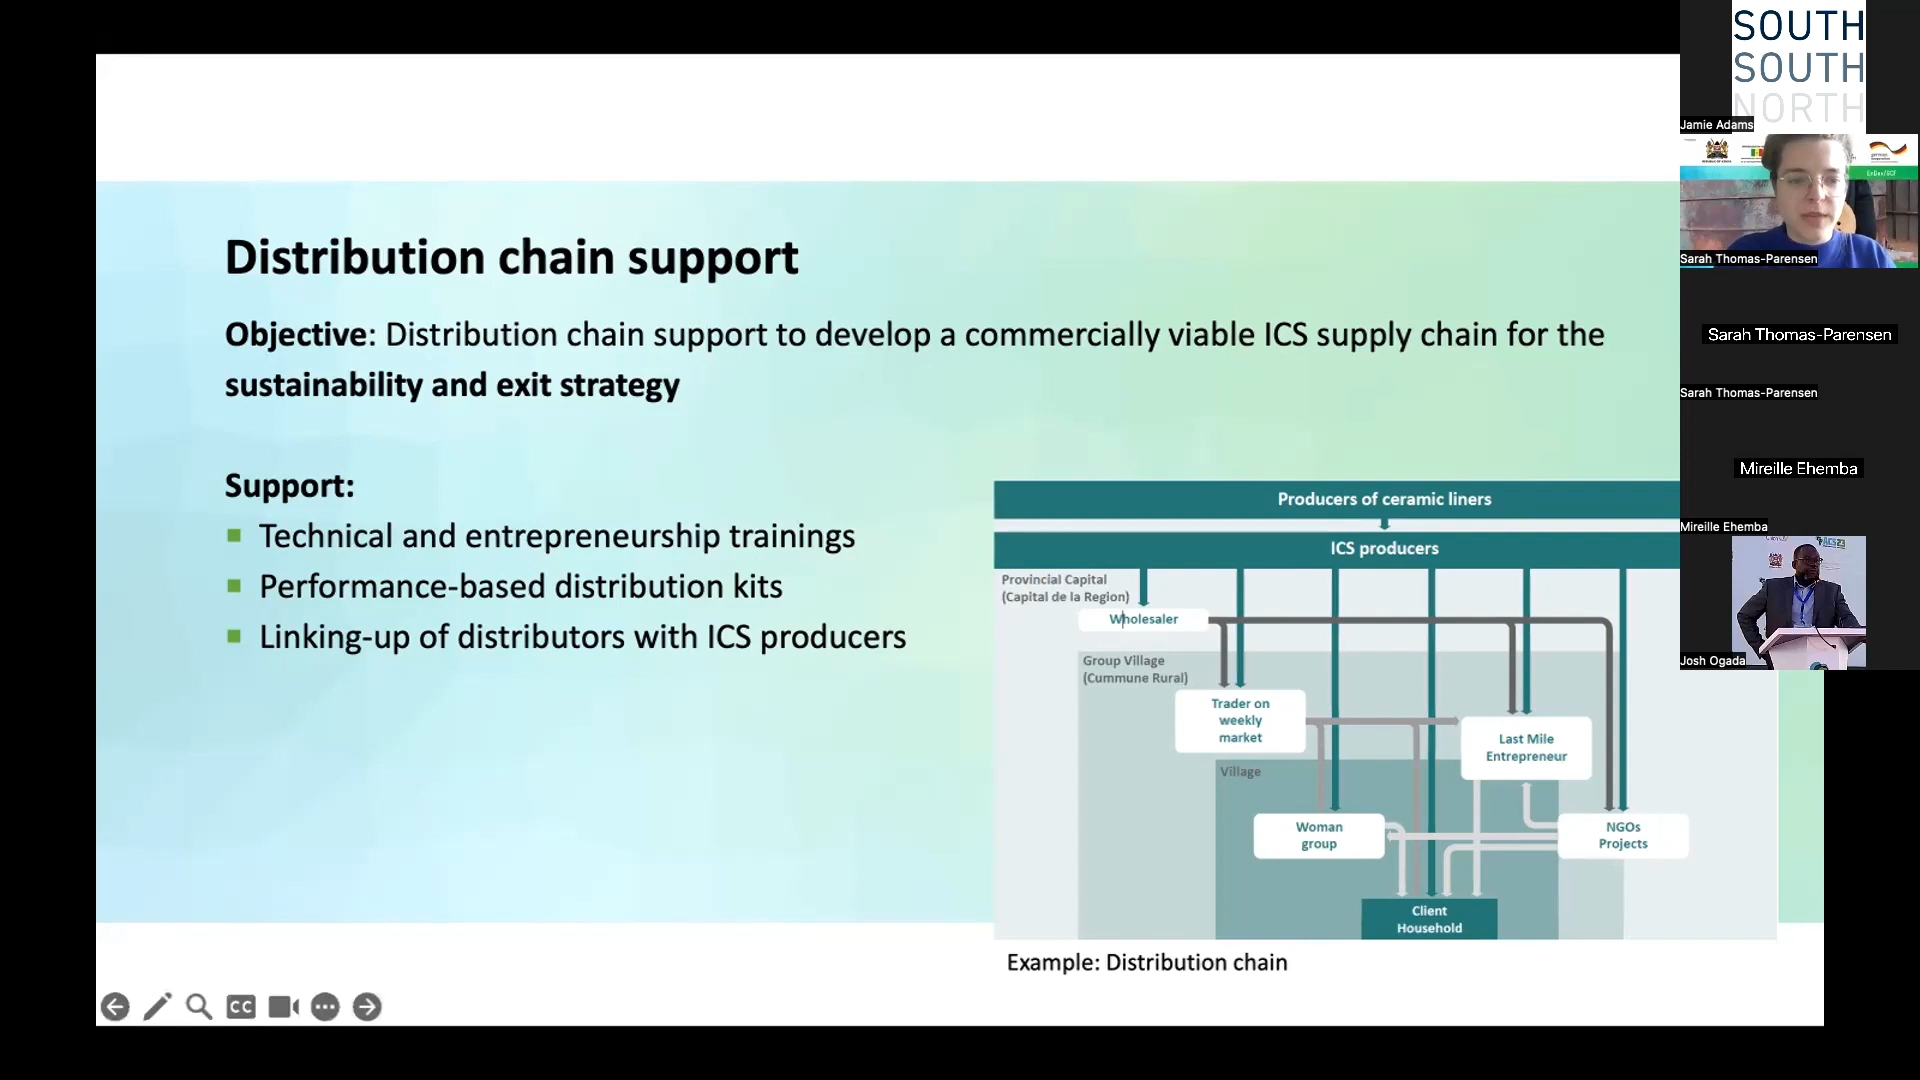 Distribution chain support
Objective: Distribution chain support to develop a commercially viable ICS supply chain for the
sustainability and exit strategy
Support:
Technical and entrepreneurship trainings
Performance-based distribution kits
Linking-up of distributors with ICS producers
Producers of ceramic liners
ICS producers
Provincial Capital
(Capital de la Region)
Wholesaler
Group Village
(Cummune Rural)
Trader on
weekly
market
Last Mile
Entrepreneur
Village
Woman
group
NGOs
Projects
Client
Household
Example: Distribution chain
CC
SOUTH
SOUTH
NORTH
Jamie Adams
EnDev/GCF
Sarah Thomas-Parensen
Sarah Thomas-Parensen
Sarah Thomas-Parensen
Mireille Ehemba
Mireille Ehemba
ACS23
Josh Ogada